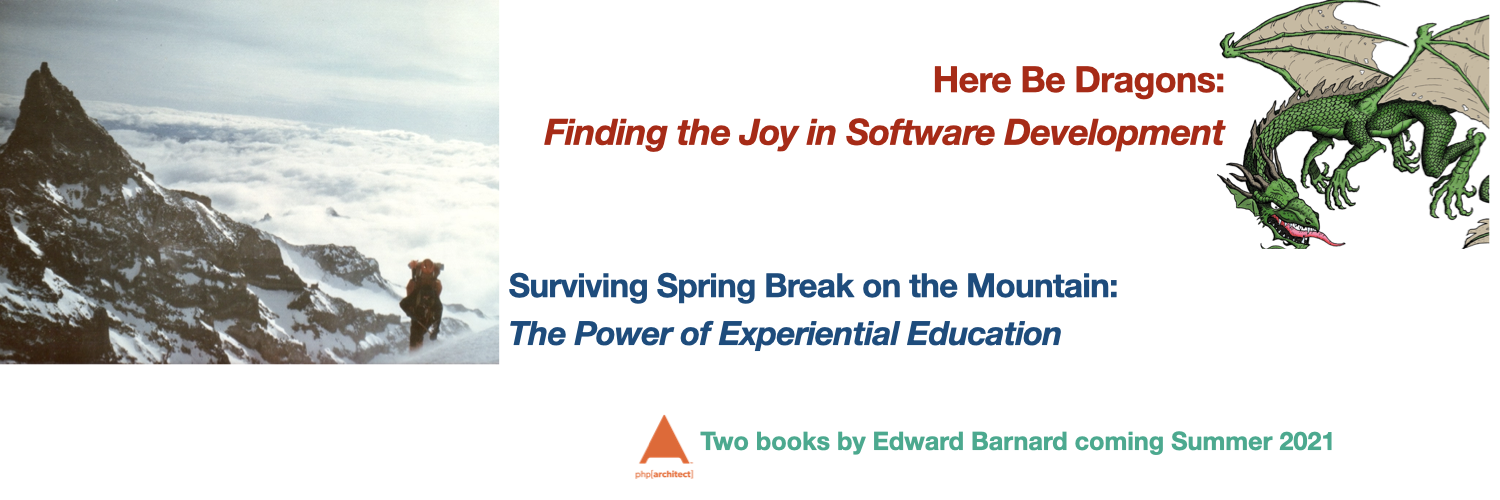 Here Be Dragons:
Finding the Joy in Software Development
Surviving Spring Break on the Mountain:
The Power of Experiential Education
Two books by Edward Barnard coming Summer 2021
php[architect]